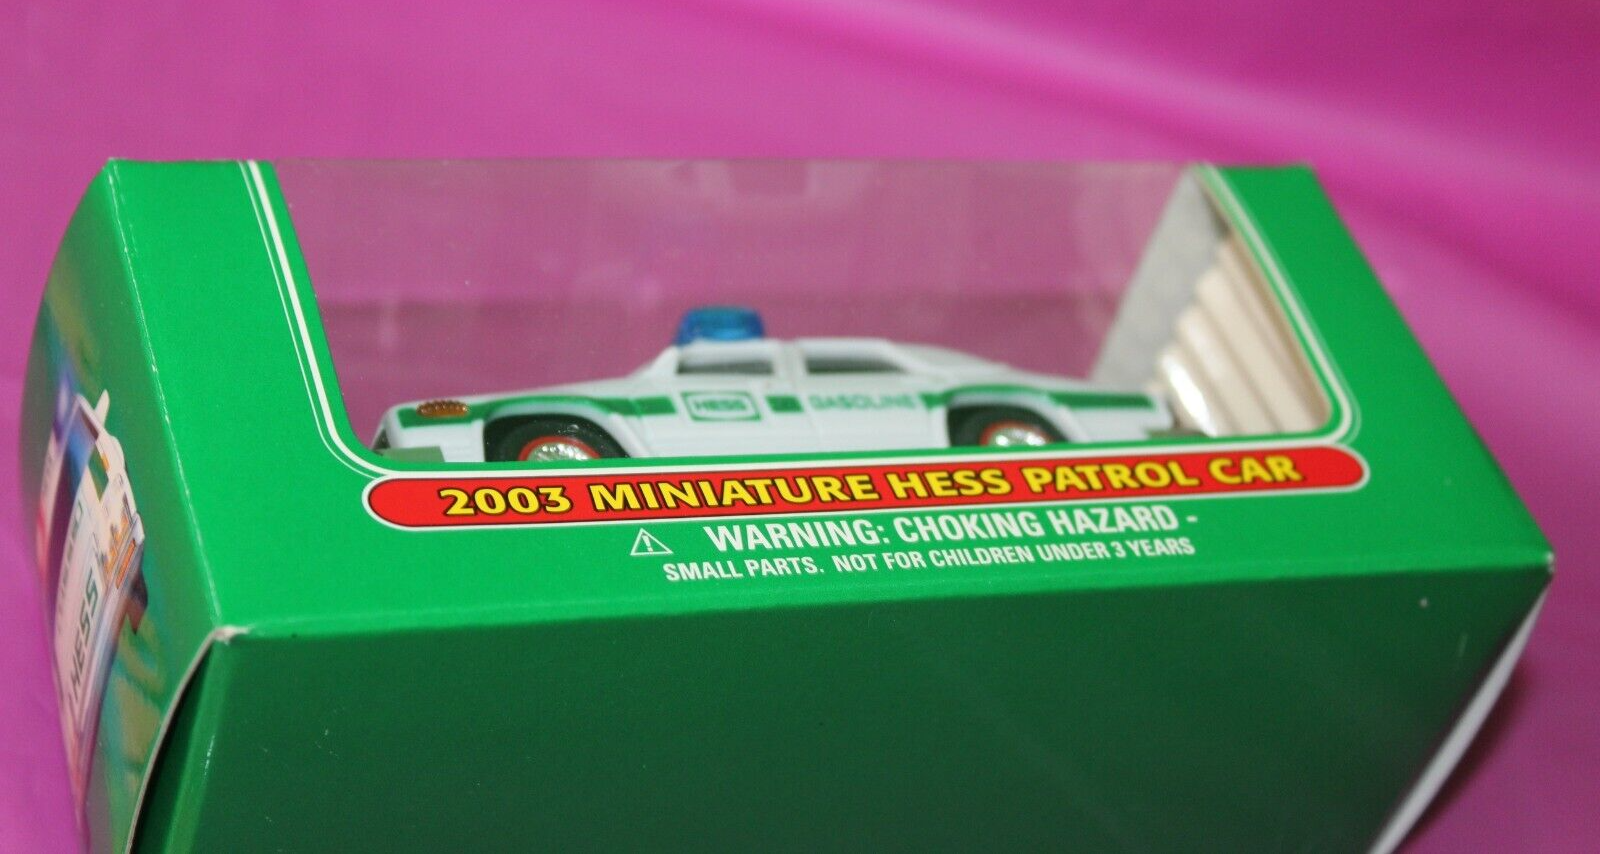 HESS GASOLINE
2003 MINIATURE HESS PATROL CAR
WARNING: CHOKING HAZARD -
SMALL PARTS. NOT FOR CHILDREN UNDER 3 YEARS
HESS